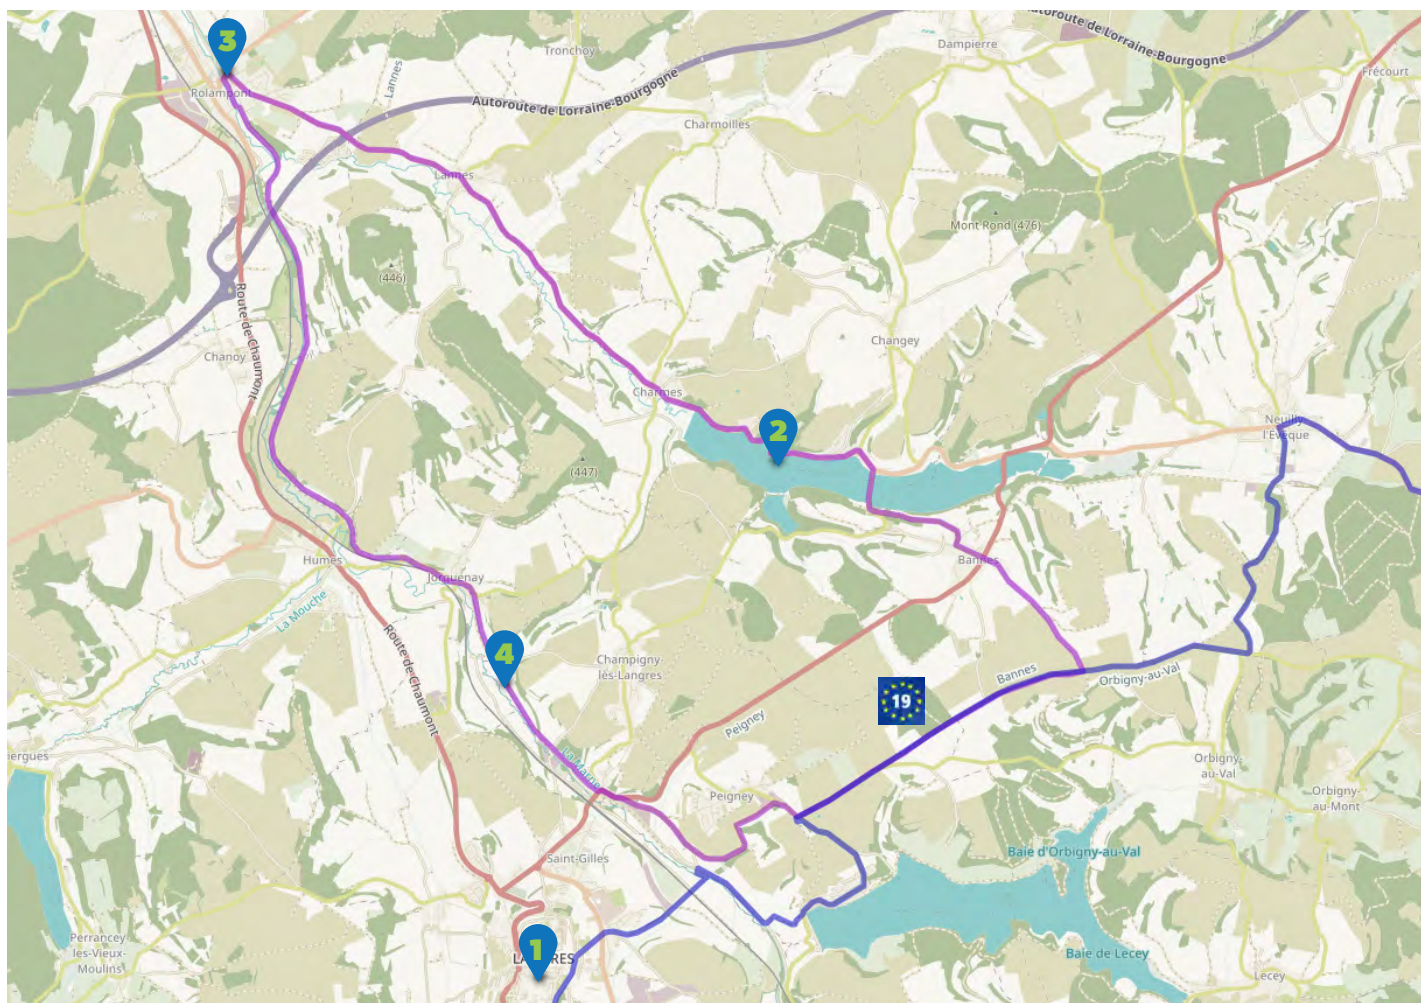 Autoroute de Lorraine-Bourgogne
3
Tronchoy
Dampierre
Frécourt
Lannes
Rolampont
Autoroute de Lorraine-Bourgogne
Charmoilles
Lannes
Mont Rond (476)
(446)
Route de Chaumont
Chanoy
Changey
Charmes
2
Neuilly-
l'Évêque
(447)
Humes
Jorquenay
Bannes
La Mouche
Route de Chaumont
4
Champigny-
lès-Langres
Bannes
Orbigny-au-Val
19
Peigney
La Marne
Orbigny-
au-Val
Orbigny-
au-Mont
Peigney
Saint-Gilles
Baie d'Orbigny-au-Val
1
Perrancey-
les-Vieux-
Moulins
Baie de Lecey
Lecey